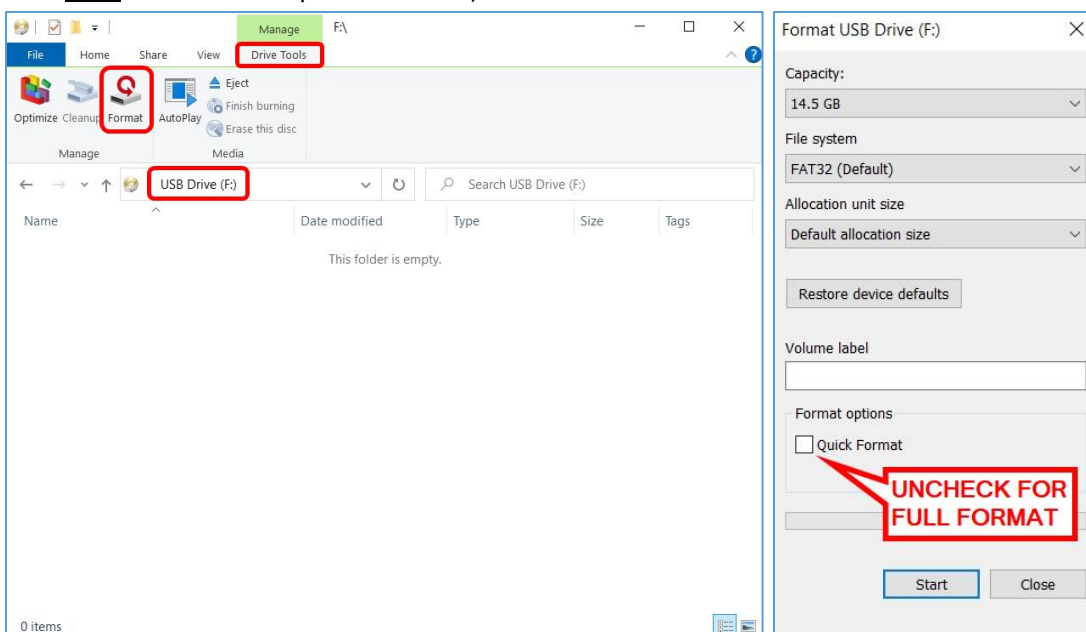 Manage F:\
File Home Share View Drive Tools
Optimize Cleanup Format AutoPlay
Eject
Finish burning
Erase this disc
Manage Media
USB Drive (F:) Search USB Drive (F:)
Name Date modified Type Size Tags
This folder is empty.
0 items
Format USB Drive (F:)
Capacity:
14.5 GB
File system
FAT32 (Default)
Allocation unit size
Default allocation size
Restore device defaults
Volume label
Format options
Quick Format
UNCHECK FOR
FULL FORMAT
Start Close